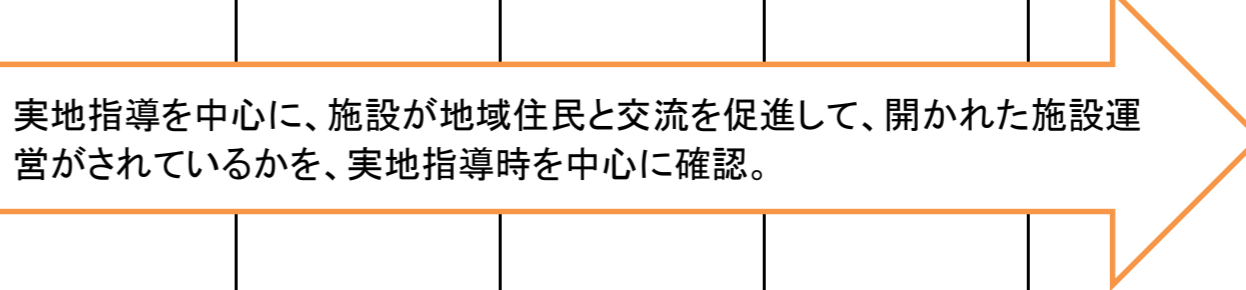 実地指導を中心に、施設が地域住民と交流を促進して、開かれた施設運
営がされているかを、実地指導時を中心に確認。